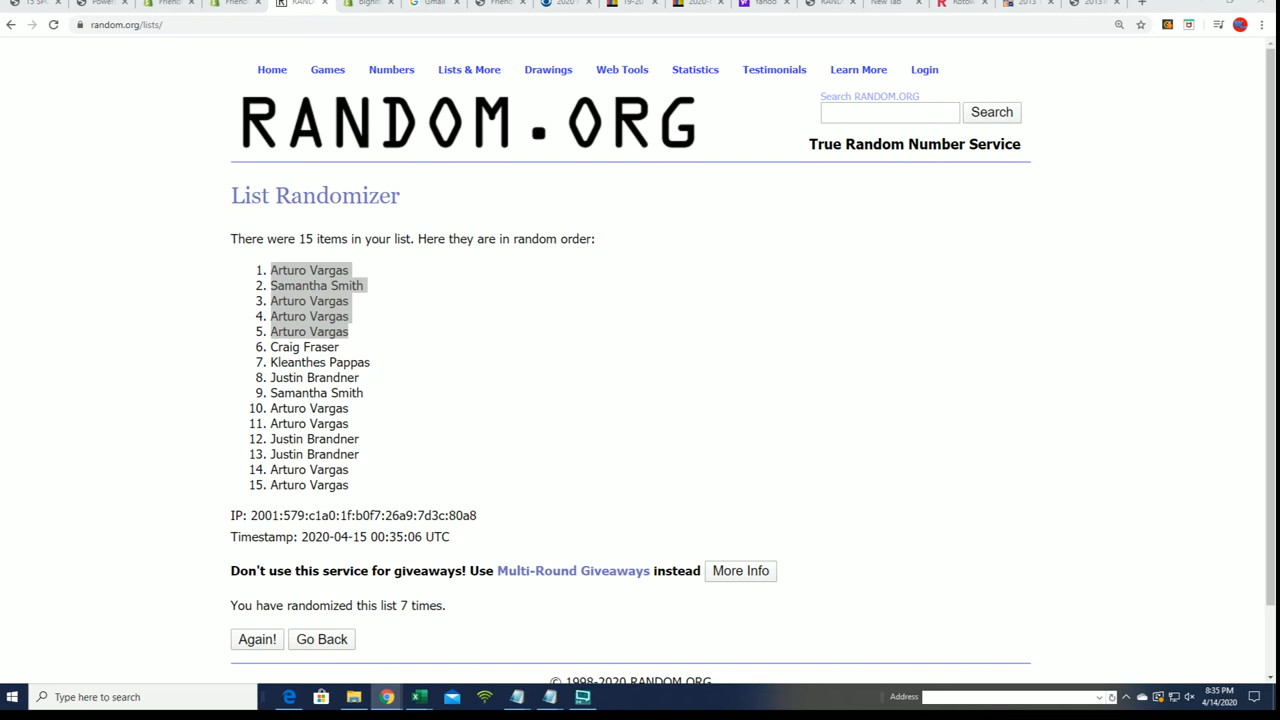 random.org/lists/
Home Games Numbers Lists & More Drawings Web Tools Statistics Testimonials Learn More Login
RANDOM.ORG
Search RANDOM.ORG
Search
True Random Number Service
List Randomizer
There were 15 items in your list. Here they are in random order:
1. Arturo Vargas
2. Samantha Smith
3. Arturo Vargas
4. Arturo Vargas
5. Arturo Vargas
6. Craig Fraser
7. Kleanthes Pappas
8. Justin Brandner
9. Samantha Smith
10. Arturo Vargas
11. Arturo Vargas
12. Justin Brandner
13. Justin Brandner
14. Arturo Vargas
15. Arturo Vargas
IP: 2001:579:c1a0:1f:b0f7:26a9:7d3c:80a8
Timestamp: 2020-04-15 00:35:06 UTC
Don't use this service for giveaways! Use Multi-Round Giveaways instead More Info
You have randomized this list 7 times.
Again! Go Back
© 1998-2020 RANDOM.ORG
Type here to search
Address
8:35 PM
4/14/2020